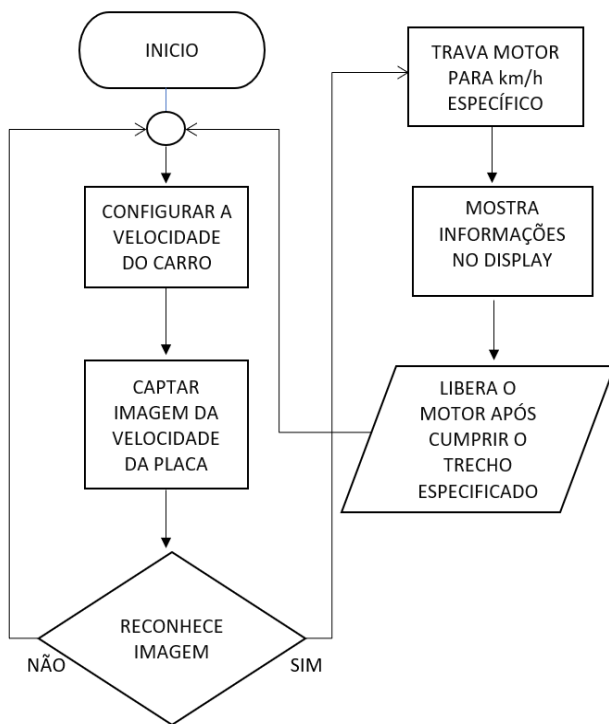 INICIO
CONFIGURAR A
VELOCIDADE
DO CARRO
CAPTAR
IMAGEM DA
VELOCIDADE
DA PLACA
RECONHECE
IMAGEM
NÃO
SIM
TRAVA MOTOR
PARA km/h
ESPECÍFICO
MOSTRA
INFORMAÇÕES
NO DISPLAY
LIBERA O
MOTOR APÓS
CUMPRIR O
TRECHO
ESPECIFICADO